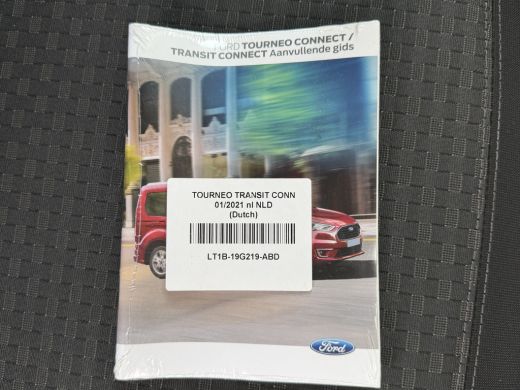 FORD TOURNEO CONNECT /
TRANSIT CONNECT Aanvullende gids
TOURNEO TRANSIT CONN
01/2021 nl NLD
(Dutch)
LT1B-19G219-ABD
Ford